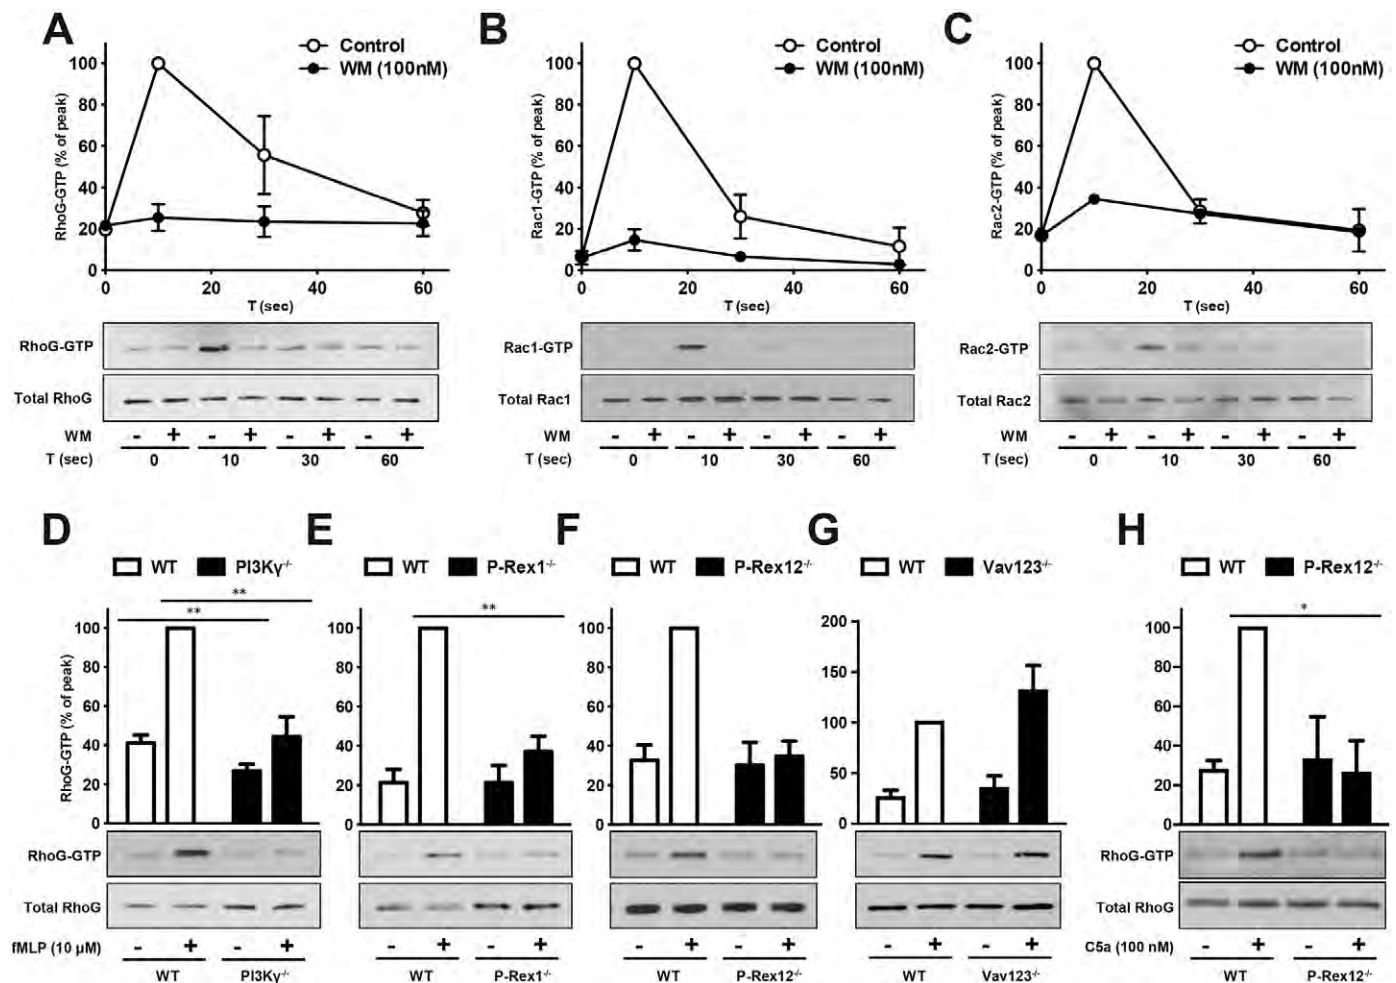 A
Control
WM (100nM)
RhoG-GTP (% of peak)
100
80
60
40
20
0
0 20 40 60
T (sec)
RhoG-GTP
Total RhoG
WM - + - + - + - +
T (sec) 0 10 30 60
B
Control
WM (100nM)
Rac1-GTP (% of peak)
100
80
60
40
20
0
0 20 40 60
T (sec)
Rac1-GTP
Total Rac1
WM - + - + - + - +
T (sec) 0 10 30 60
C
Control
WM (100nM)
Rac2-GTP (% of peak)
100
80
60
40
20
0
0 20 40 60
T (sec)
Rac2-GTP
Total Rac2
WM - + - + - + - +
T (sec) 0 10 30 60
D
WT PI3Kγ-/-
**
**
RhoG-GTP (% of peak)
100
80
60
40
20
0
RhoG-GTP
Total RhoG
fMLP (10 µM) - + - +
WT PI3Kγ-/-
E
WT P-Rex1-/-
**
100
80
60
40
20
0
- + - +
WT P-Rex1-/-
F
WT P-Rex12-/-
100
80
60
40
20
0
- + - +
WT P-Rex12-/-
G
WT Vav123-/-
200
150
100
50
0
- + - +
WT Vav123-/-
H
WT P-Rex12-/-
*
100
80
60
40
20
0
RhoG-GTP
Total RhoG
C5a (100 nM) - + - +
WT P-Rex12-/-